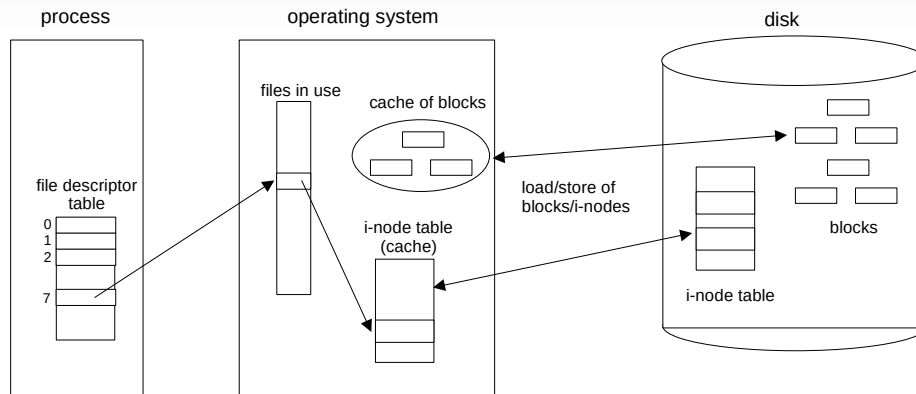 process
operating system
disk
files in use
cache of blocks
file descriptor
table
0
1
2
7
i-node table
(cache)
load/store of
blocks/i-nodes
blocks
i-node table